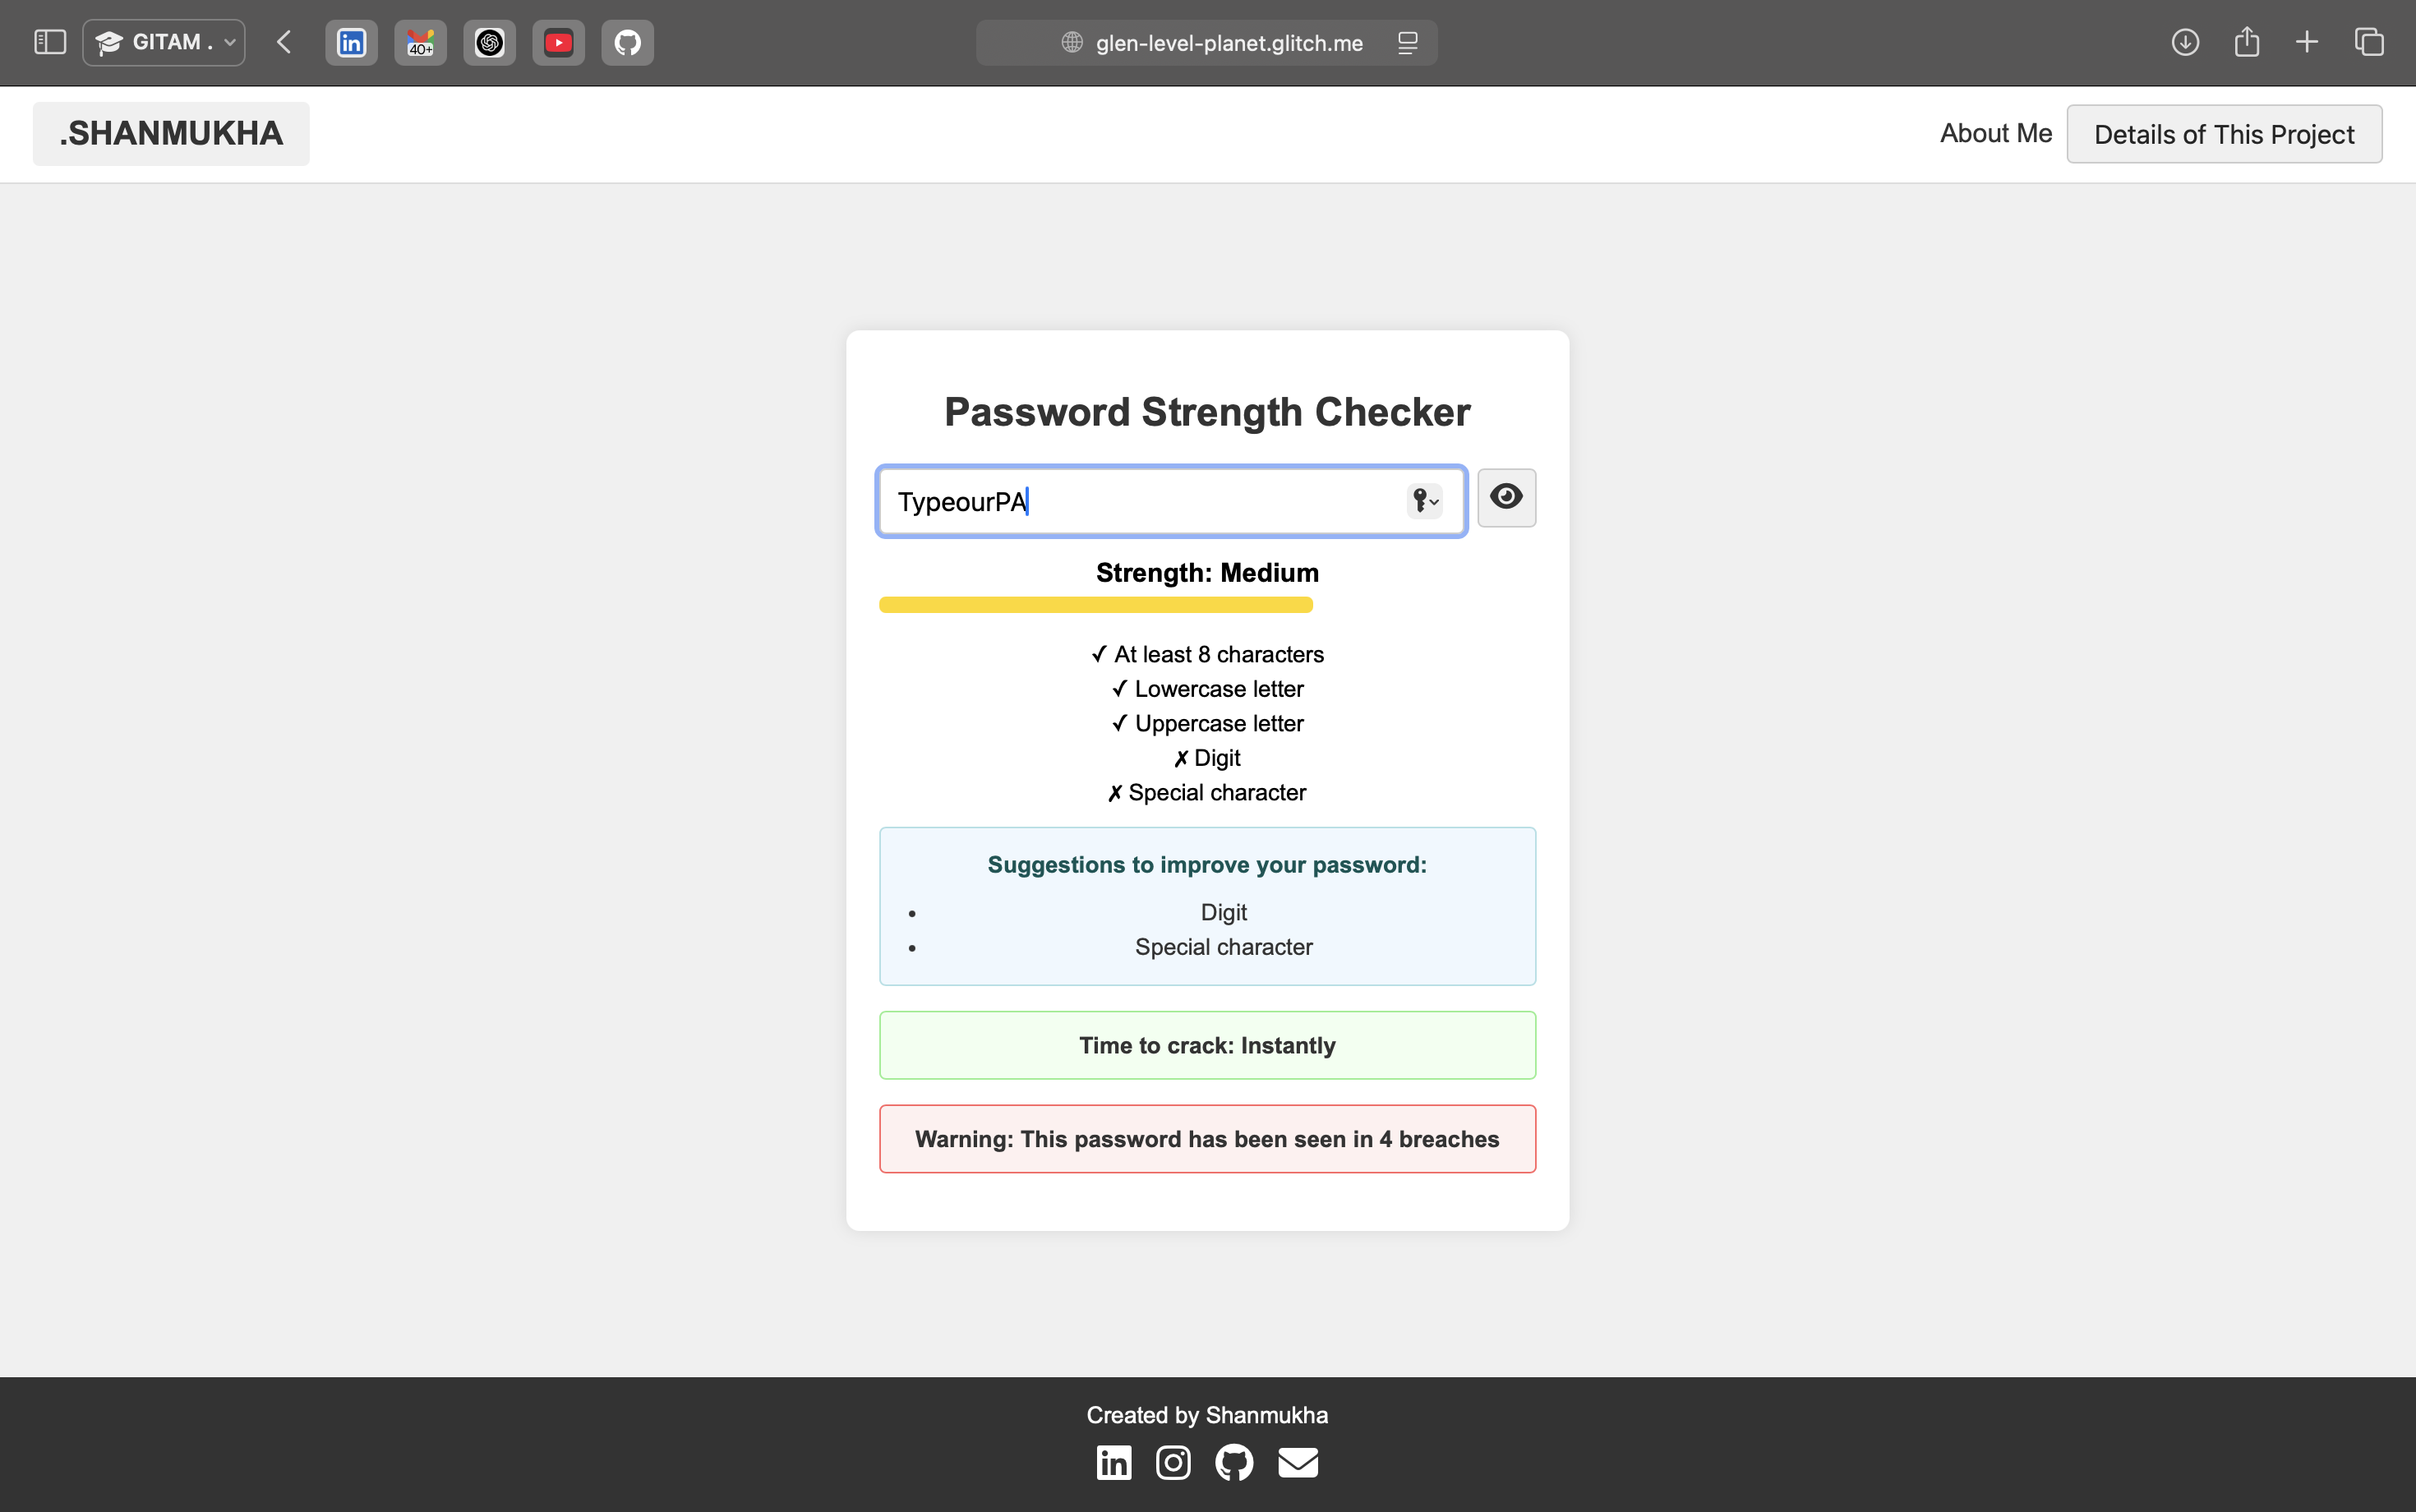 GITAM .
40+
glen-level-planet.glitch.me
.SHANMUKHA
About Me
Details of This Project
Password Strength Checker
TypeourPA
Strength: Medium
✓ At least 8 characters
✓ Lowercase letter
✓ Uppercase letter
✗ Digit
✗ Special character
Suggestions to improve your password:
• Digit
• Special character
Time to crack: Instantly
Warning: This password has been seen in 4 breaches
Created by Shanmukha